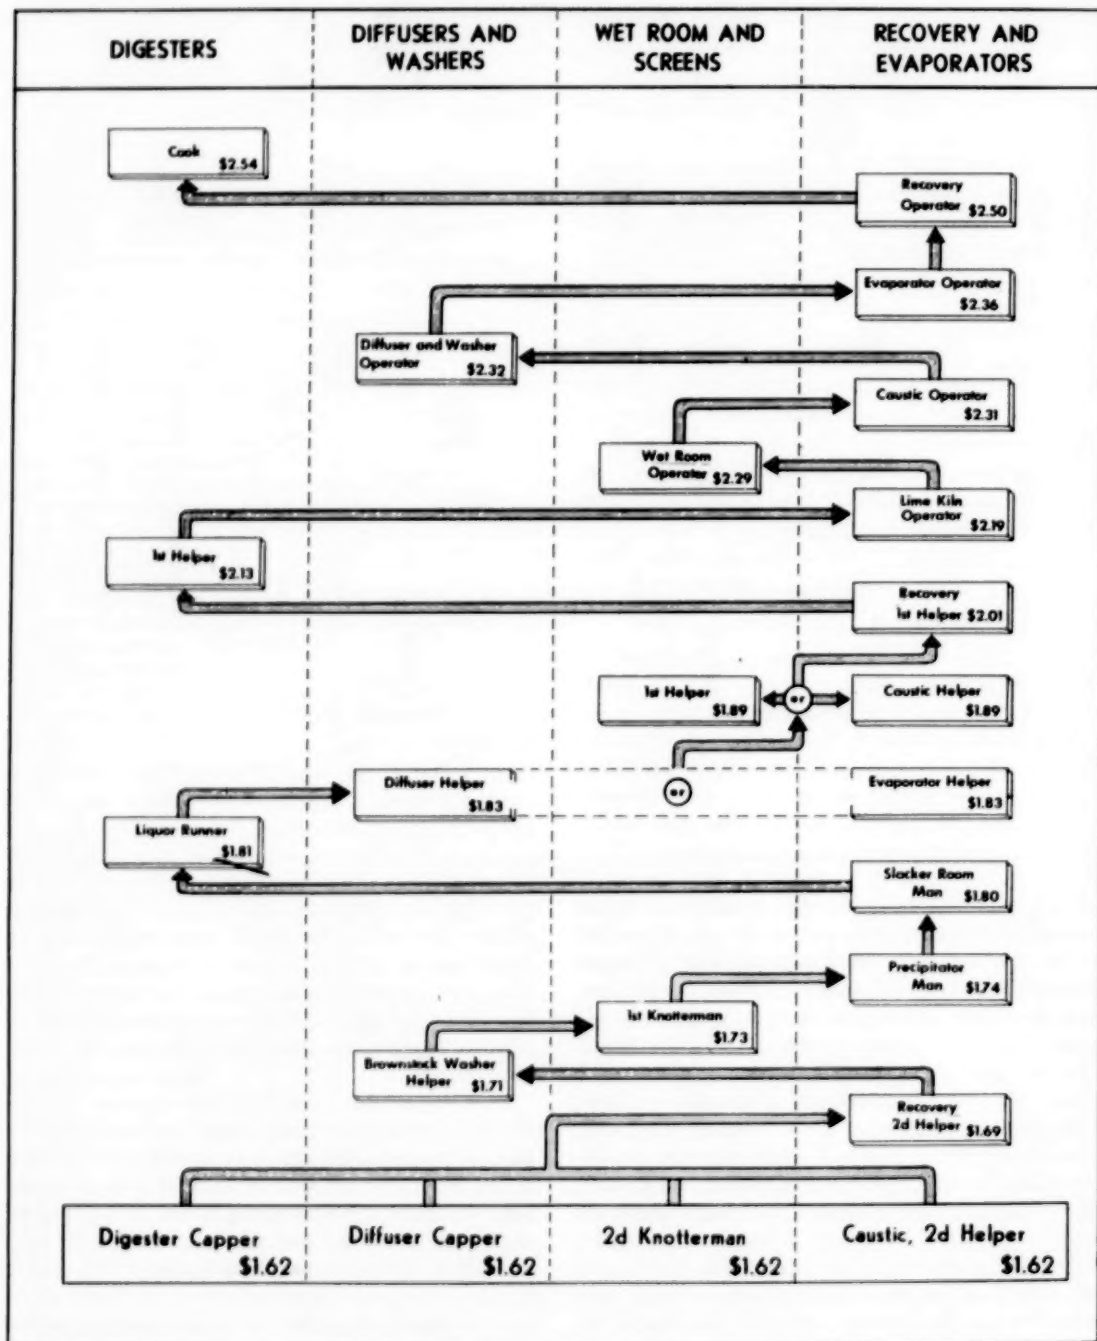 DIGESTERS
DIFFUSERS AND
WASHERS
WET ROOM AND
SCREENS
RECOVERY AND
EVAPORATORS
Cook
$2.54
Recovery
Operator
$2.50
Evaporator Operator
$2.36
Diffuser and Washer
Operator
$2.32
Caustic Operator
$2.31
Wet Room
Operator
$2.29
Lime Kiln
Operator
$2.19
1st Helper
$2.13
Recovery
1st Helper $2.01
1st Helper
$1.89
or
Caustic Helper
$1.89
Diffuser Helper
$1.83
or
Evaporator Helper
$1.83
Liquor Runner
$1.81
Slacker Room
Man
$1.80
Precipitator
Man
$1.74
1st Knotterman
$1.73
Brownstock Washer
Helper
$1.71
Recovery
2d Helper $1.69
Digester Capper
$1.62
Diffuser Capper
$1.62
2d Knotterman
$1.62
Caustic, 2d Helper
$1.62